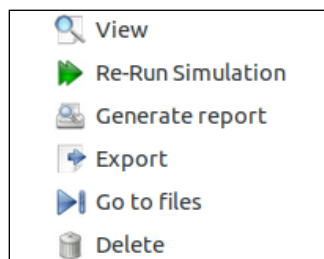 View
Re-Run Simulation
Generate report
Export
Go to files
Delete